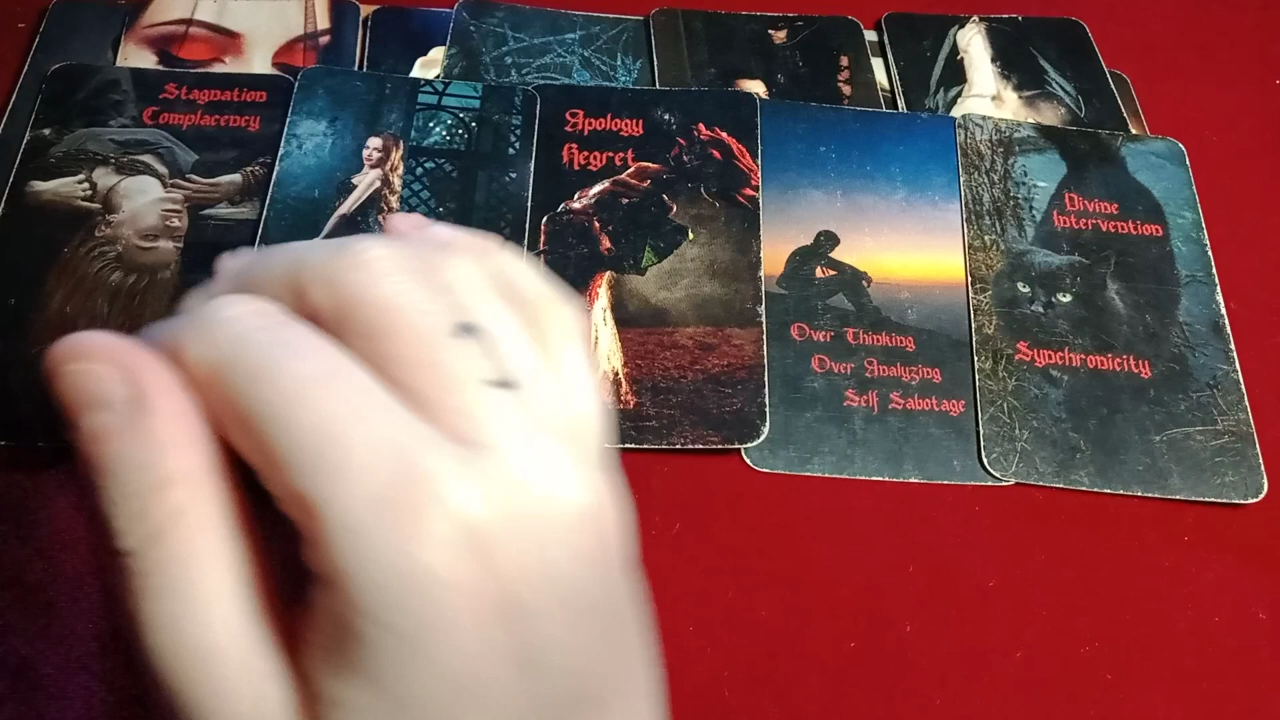 Stagnation
Complacency
Apology
Regret
Over Thinking
Over Analyzing
Self Sabotage
Divine
Intervention
Synchronicity